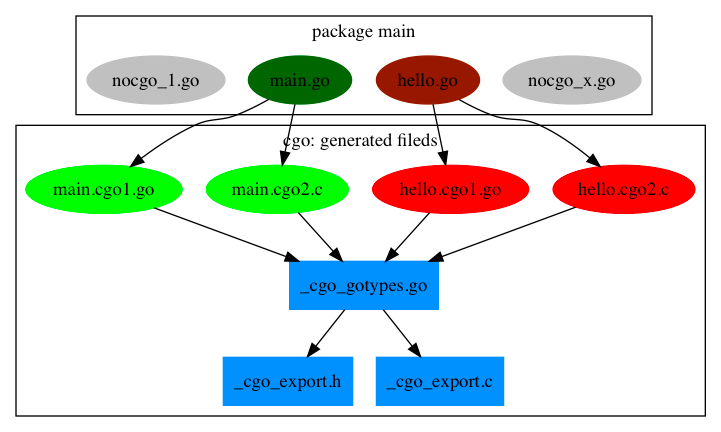 package main
nocgo_1.go
main.go
hello.go
nocgo_x.go
cgo: generated fileds
main.cgo1.go
main.cgo2.c
hello.cgo1.go
hello.cgo2.c
_cgo_gotypes.go
_cgo_export.h
_cgo_export.c